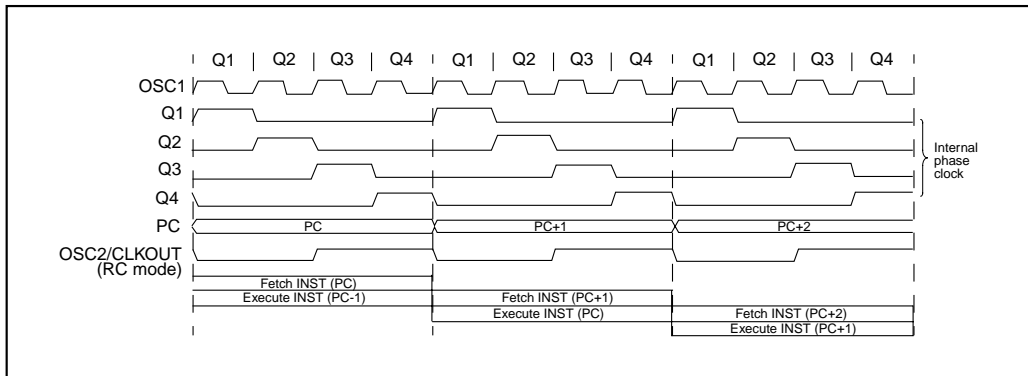 Q1 | Q2 | Q3 | Q4 | Q1 | Q2 | Q3 | Q4 | Q1 | Q2 | Q3 | Q4
OSC1
Q1
Q2
Q3
Q4
Internal
phase
clock
PC PC PC+1 PC+2
OSC2/CLKOUT
(RC mode)
Fetch INST (PC)
Execute INST (PC-1) Fetch INST (PC+1)
Execute INST (PC) Fetch INST (PC+2)
Execute INST (PC+1)